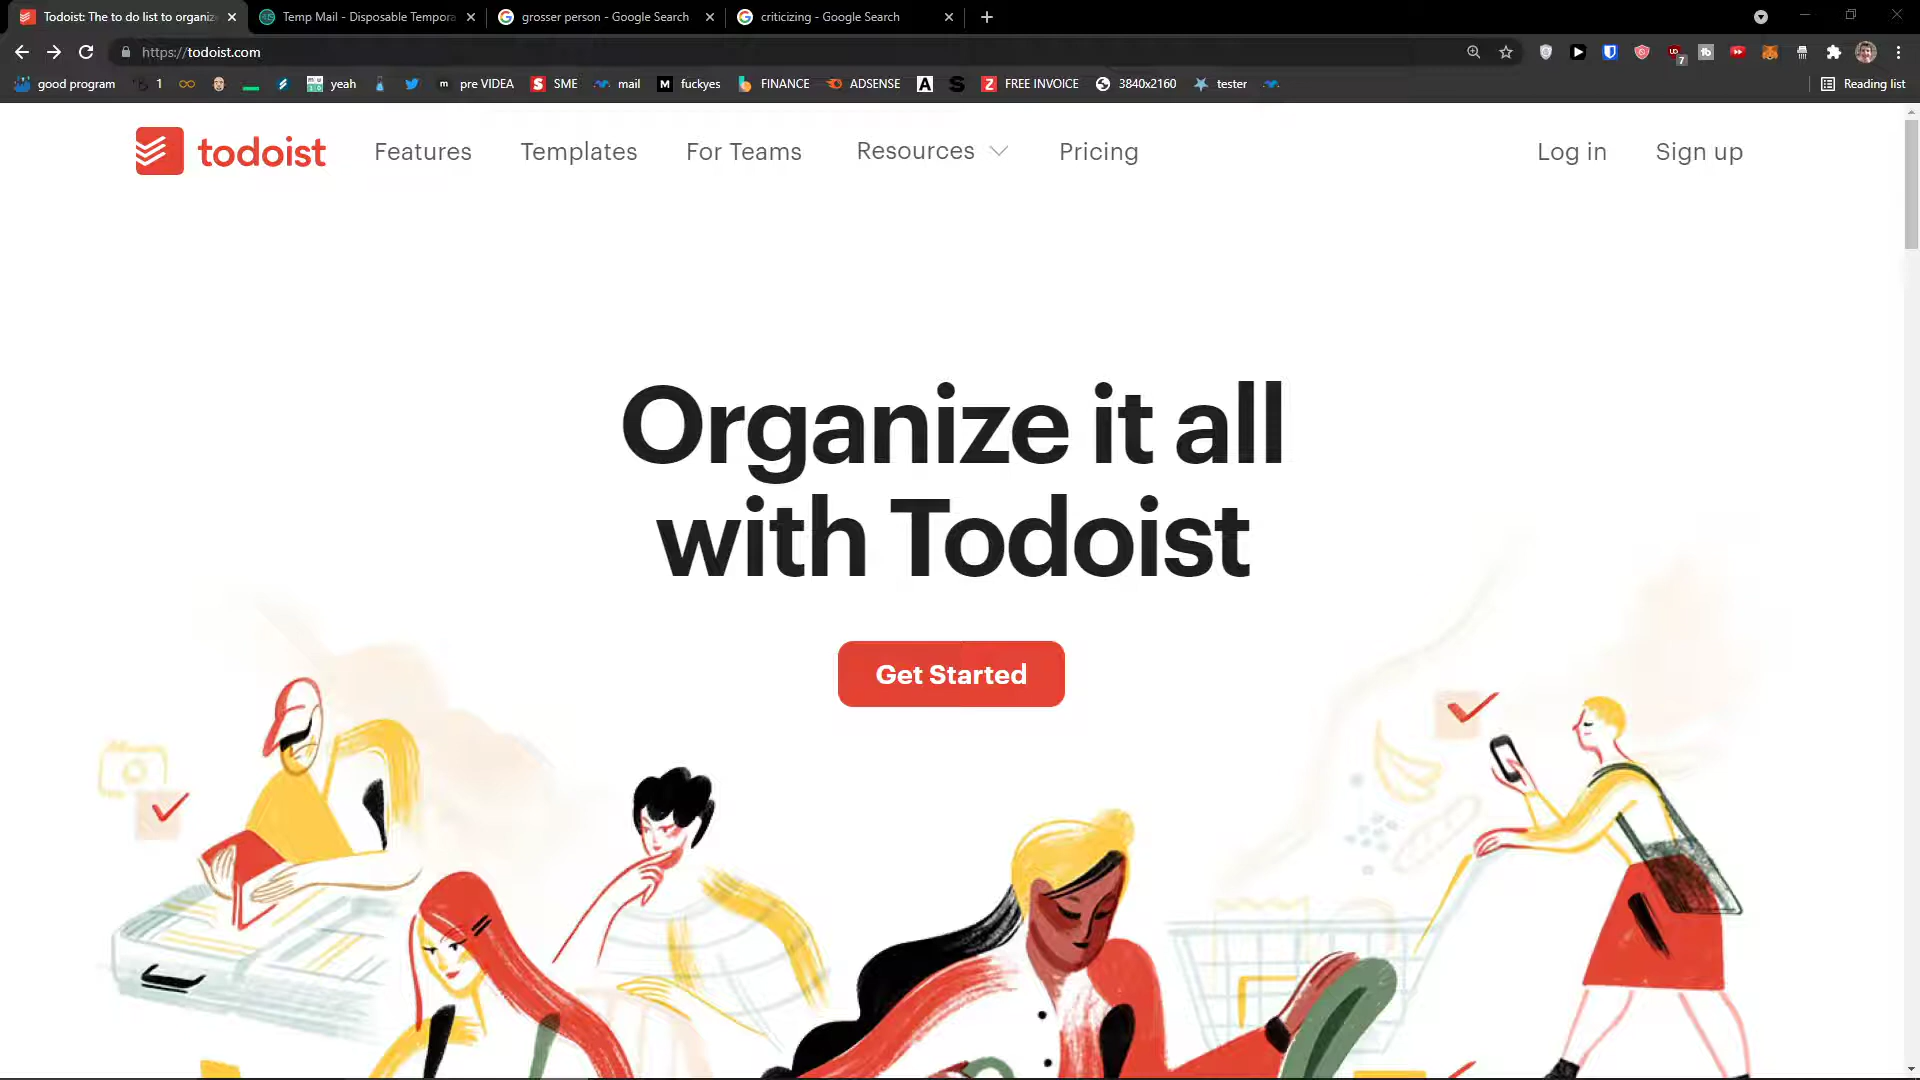 Todoist: The to do list to organize
Temp Mail - Disposable Tempora
grosser person - Google Search
criticizing - Google Search
https://todoist.com
7
good program
1
yeah
pre VIDEA
SME
mail
fuckyes
FINANCE
ADSENSE
FREE INVOICE
3840x2160
tester
Reading list
todoist
Features
Templates
For Teams
Resources
Pricing
Log in
Sign up
Organize it all
with Todoist
Get Started